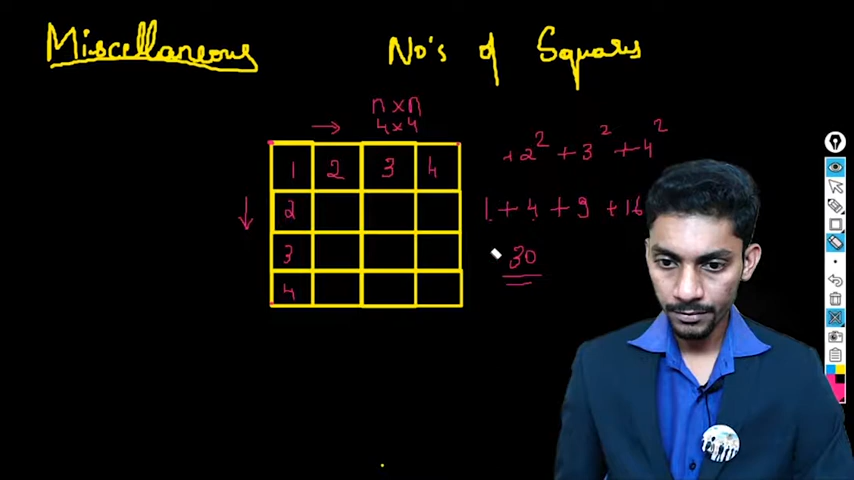 Miscellaneous No's of Squares
n×n
4×4
→
1 2 3 4
2
3
4
↓
+2² + 3² + 4²
1 + 4 + 9 + 16
30